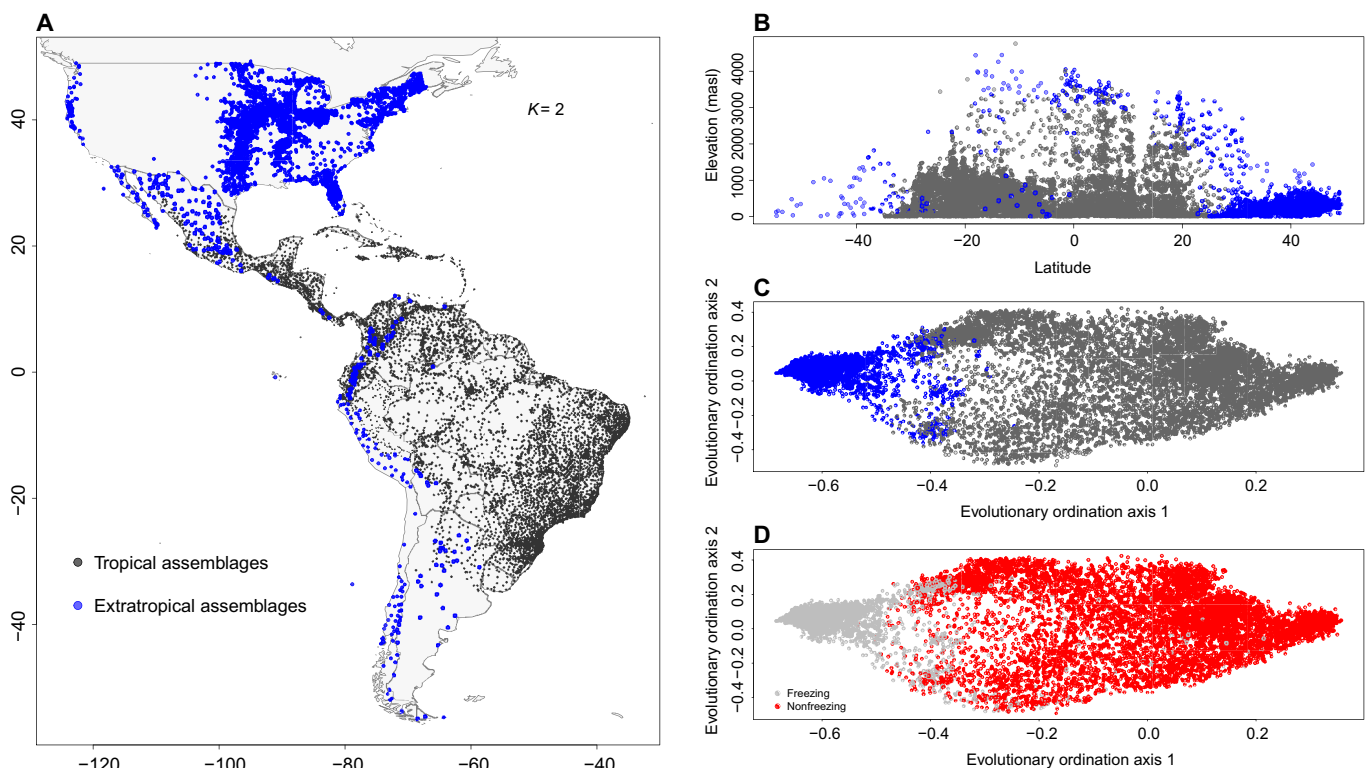 A
K= 2
40
20
0
−20
−40
−120
−100
−80
−60
−40
Tropical assemblages
Extratropical assemblages
B
Elevation (masl)
0
1000
2000
3000
4000
−40
−20
0
20
40
Latitude
C
Evolutionary ordination axis 2
0.4
0.2
0.0
−0.2
−0.4
−0.6
−0.4
−0.2
0.0
0.2
Evolutionary ordination axis 1
D
Evolutionary ordination axis 2
0.4
0.2
0.0
−0.2
−0.4
Freezing
Nonfreezing
−0.6
−0.4
−0.2
0.0
0.2
Evolutionary ordination axis 1